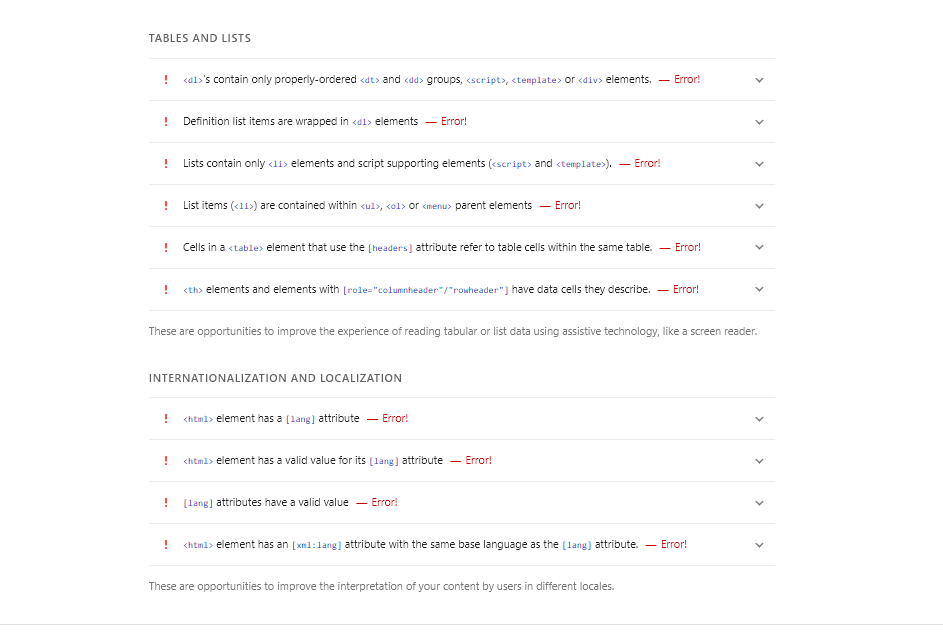 TABLES AND LISTS
! <dl>'s contain only properly-ordered <dt> and <dd> groups, <script>, <template> or <div> elements. — Error!
! Definition list items are wrapped in <dl> elements — Error!
! Lists contain only <li> elements and script supporting elements (<script> and <template>). — Error!
! List items (<li>) are contained within <ul>, <ol> or <menu> parent elements — Error!
! Cells in a <table> element that use the [headers] attribute refer to table cells within the same table. — Error!
! <th> elements and elements with [role="columnheader"/"rowheader"] have data cells they describe. — Error!
These are opportunities to improve the experience of reading tabular or list data using assistive technology, like a screen reader.
INTERNATIONALIZATION AND LOCALIZATION
! <html> element has a [lang] attribute — Error!
! <html> element has a valid value for its [lang] attribute — Error!
! [lang] attributes have a valid value — Error!
! <html> element has an [xml:lang] attribute with the same base language as the [lang] attribute. — Error!
These are opportunities to improve the interpretation of your content by users in different locales.